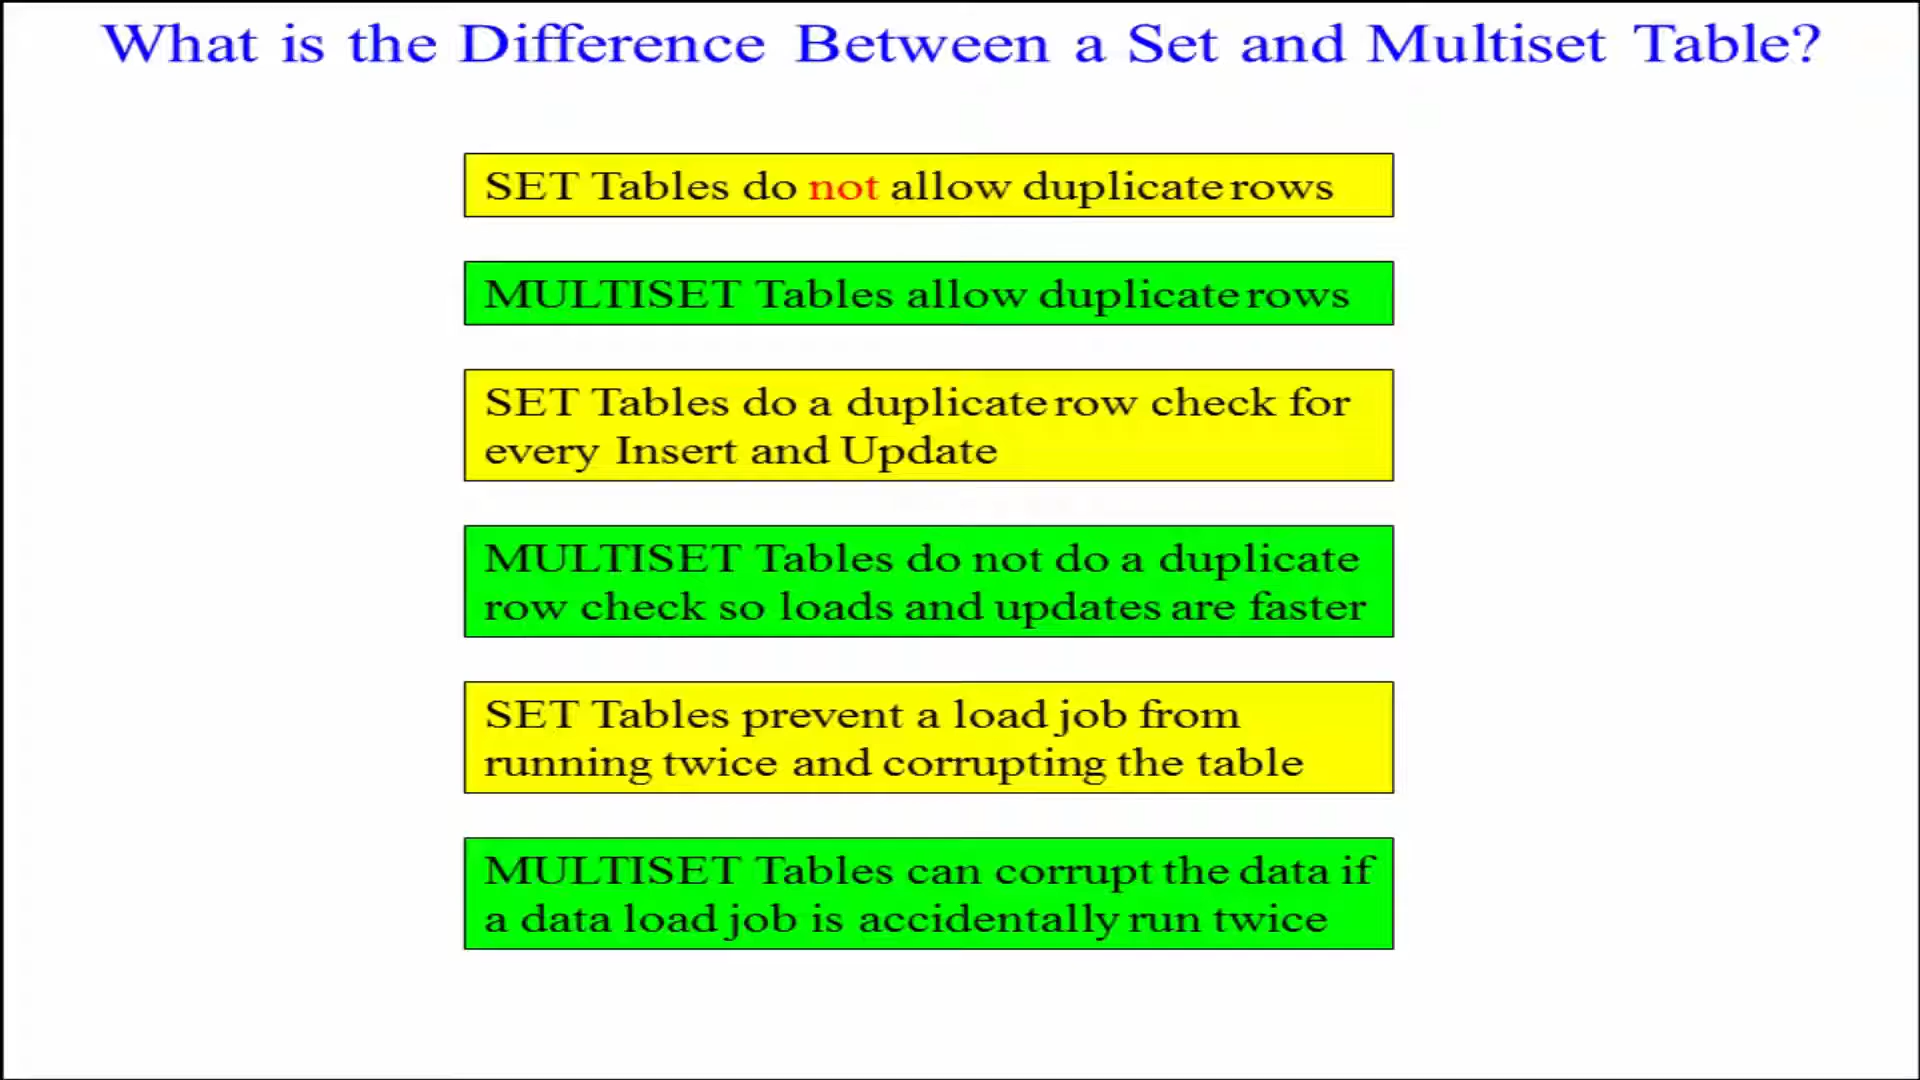 What is the Difference Between a Set and Multiset Table?
SET Tables do not allow duplicate rows
MULTISET Tables allow duplicate rows
SET Tables do a duplicate row check for
every Insert and Update
MULTISET Tables do not do a duplicate
row check so loads and updates are faster
SET Tables prevent a load job from
running twice and corrupting the table
MULTISET Tables can corrupt the data if
a data load job is accidentally run twice